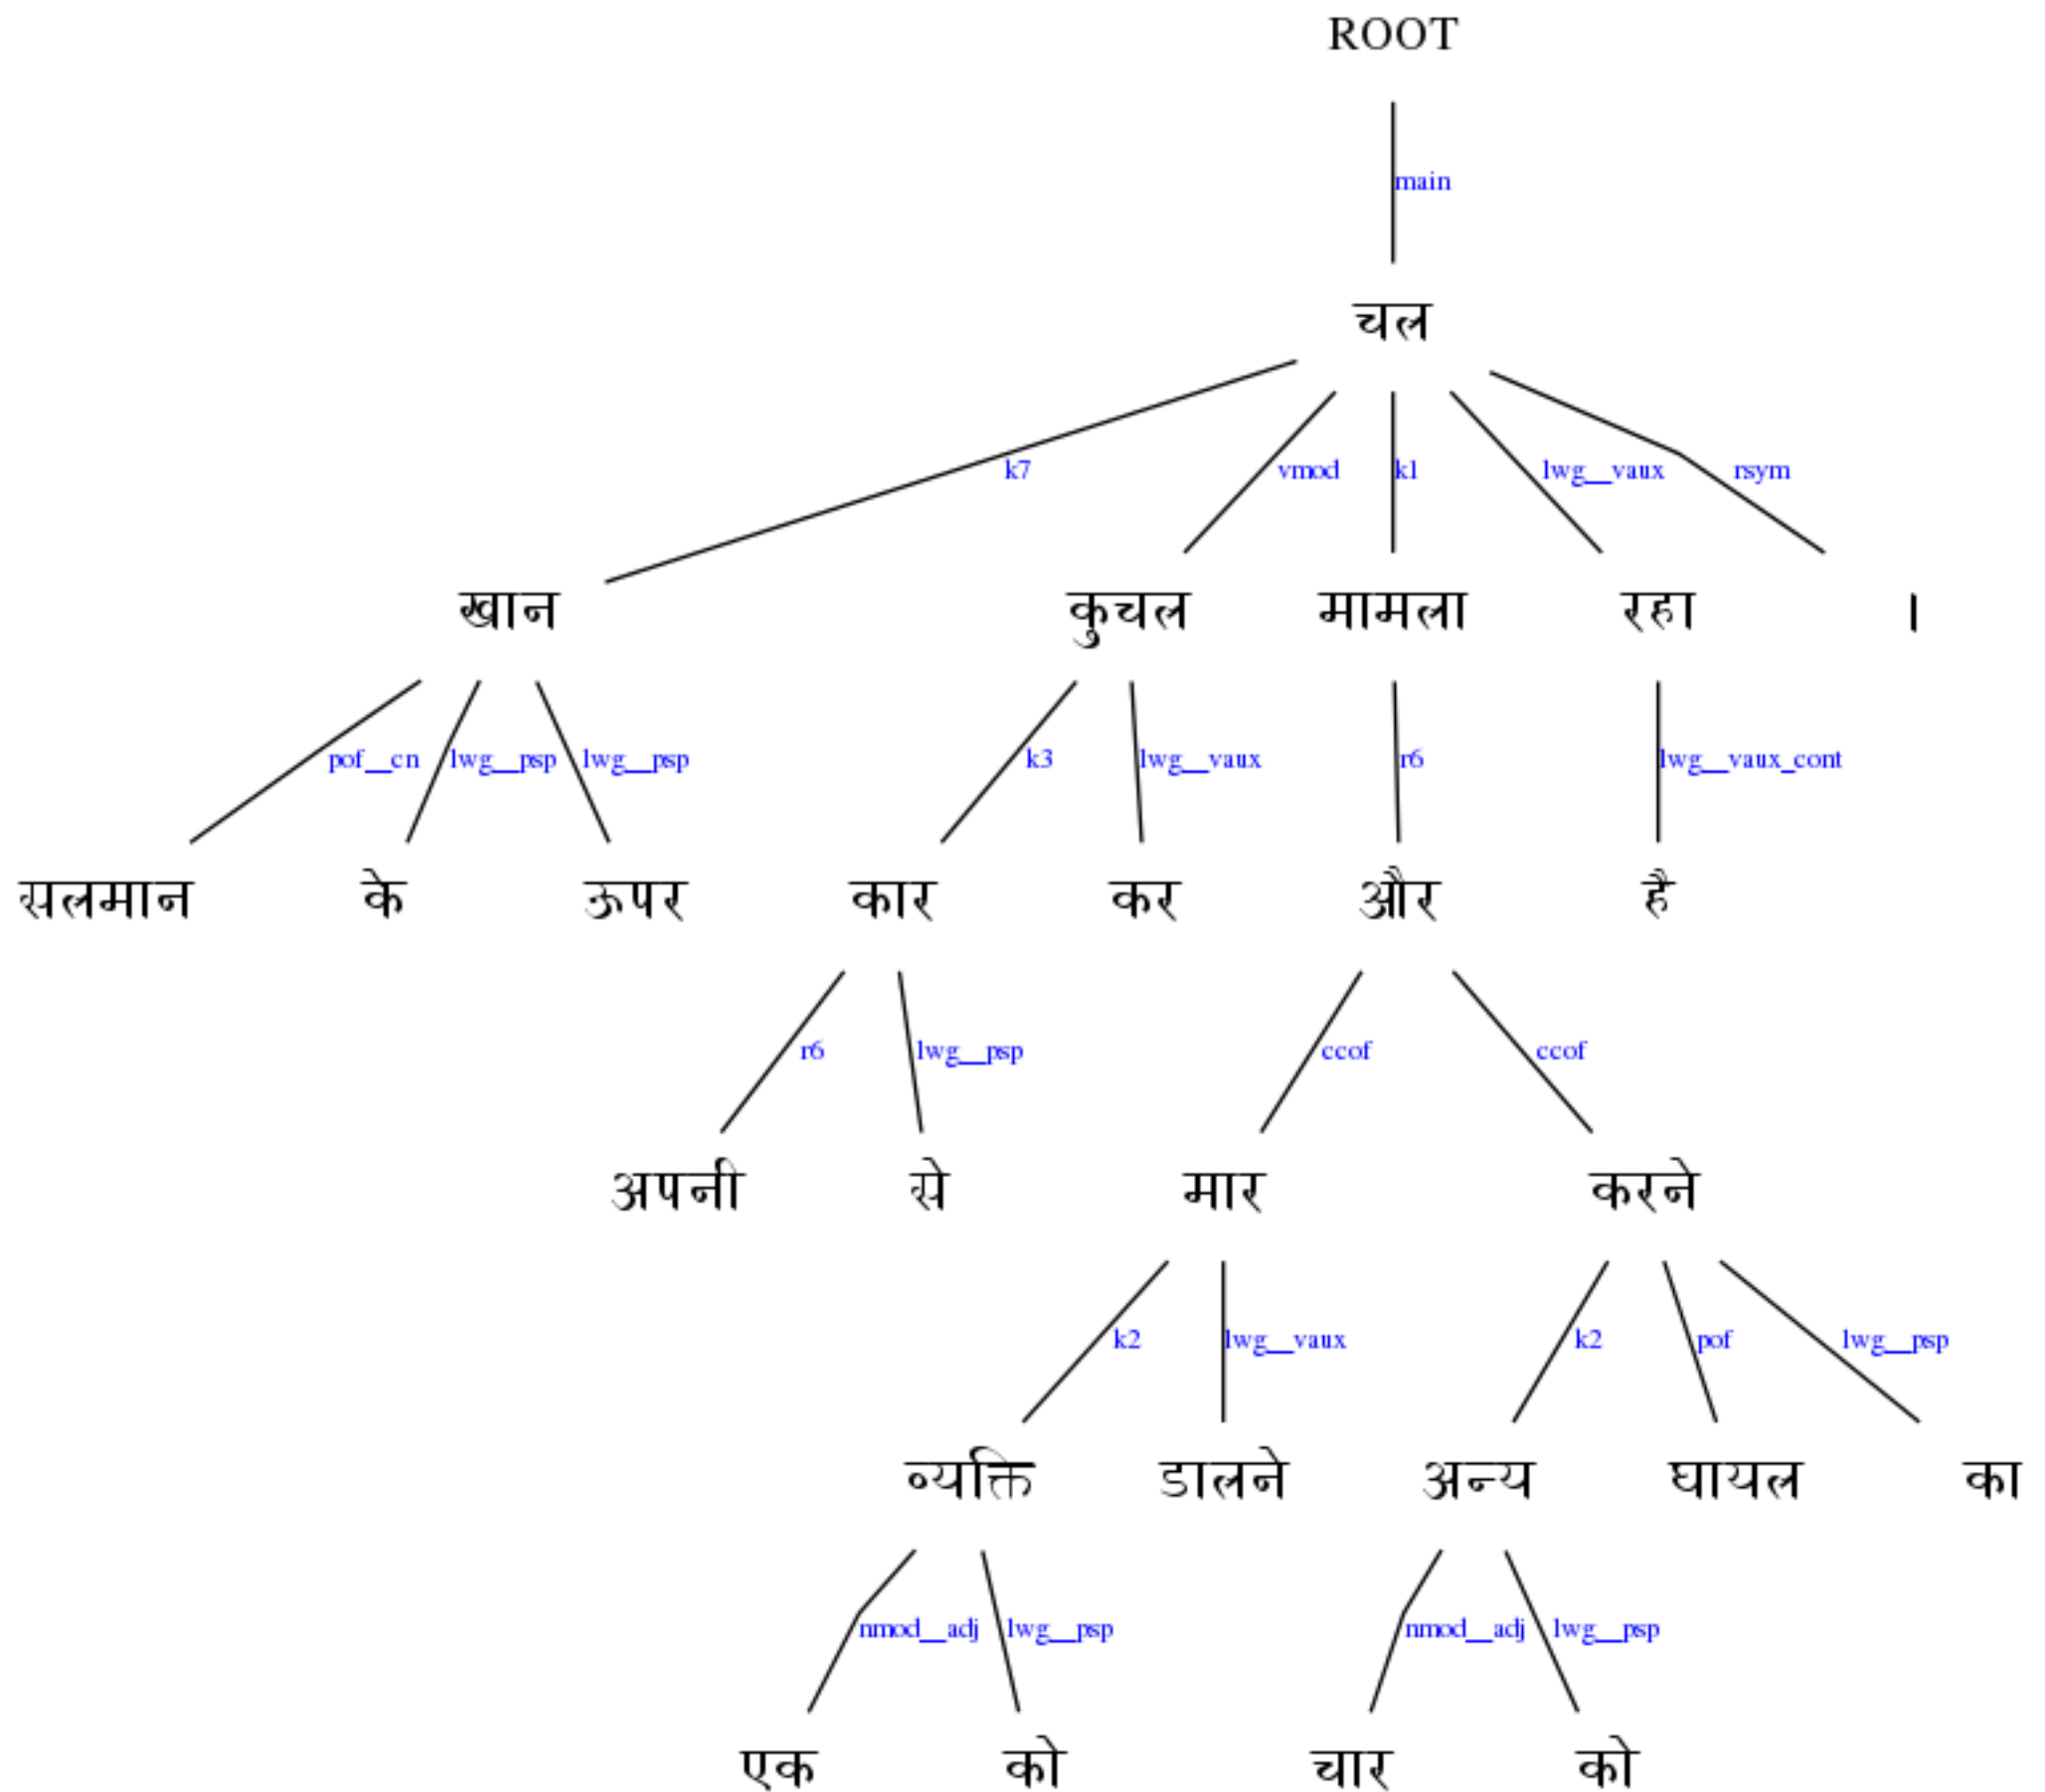 ROOT
main
चल
k7 vmod k1 lwg__vaux rsym
खान कुचल मामला रहा ।
pof__cn lwg__psp lwg__psp k3 lwg__vaux r6 lwg__vaux_cont
सलमान के ऊपर कार कर और है
r6 lwg__psp ccof ccof
अपनी से मार करने
k2 lwg__vaux k2 pof lwg__psp
व्यक्ति डालने अन्य घायल का
nmod__adj lwg__psp nmod__adj lwg__psp
एक को चार को